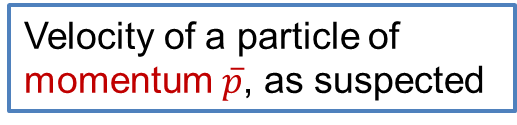 Velocity of a particle of
momentum p̄, as suspected